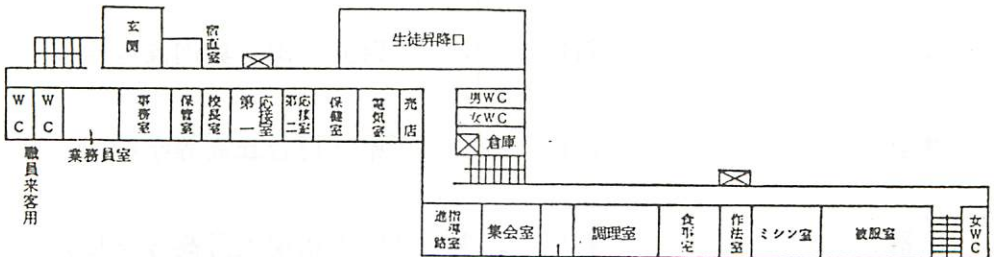 玄関
宿直室
生徒昇降口
WC
WC
事務室
保管室
校長室
第一応接室
第二応接室
保健室
電気室
売店
男WC
女WC
倉庫
職員来客用
業務員室
進路指導室
集会室
調理室
食事室
作法室
ミシン室
被服室
女WC